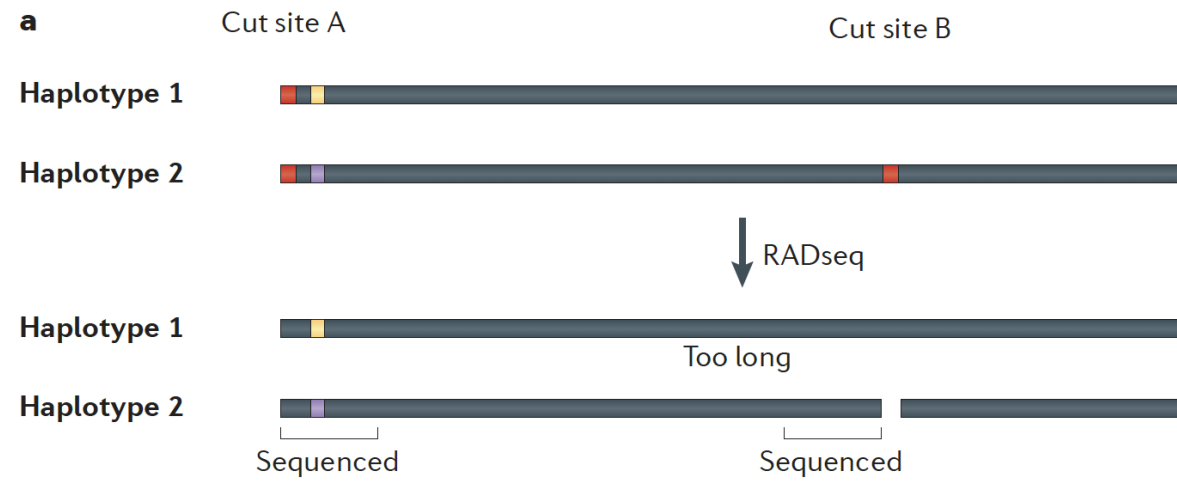 a
Cut site A
Cut site B
Haplotype 1
Haplotype 2
RADseq
Haplotype 1
Too long
Haplotype 2
Sequenced
Sequenced